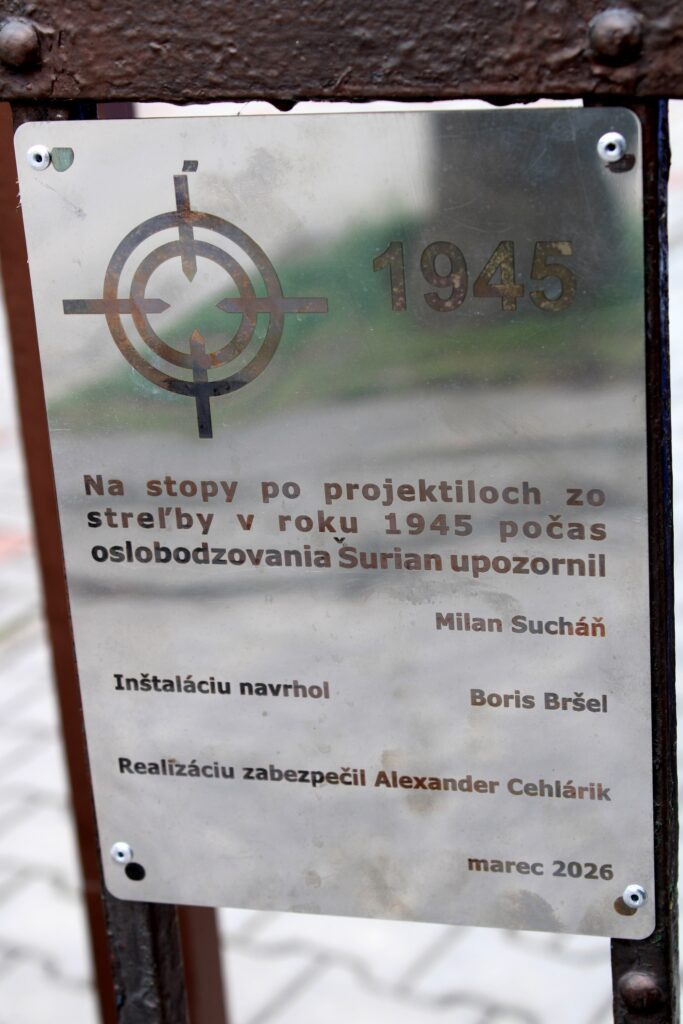 1945
Na stopy po projektiloch zo
streľby v roku 1945 počas
oslobodzovania Šurian upozornil
Milan Sucháň
Inštaláciu navrhol Boris Bršel
Realizáciu zabezpečil Alexander Cehlárik
marec 2026